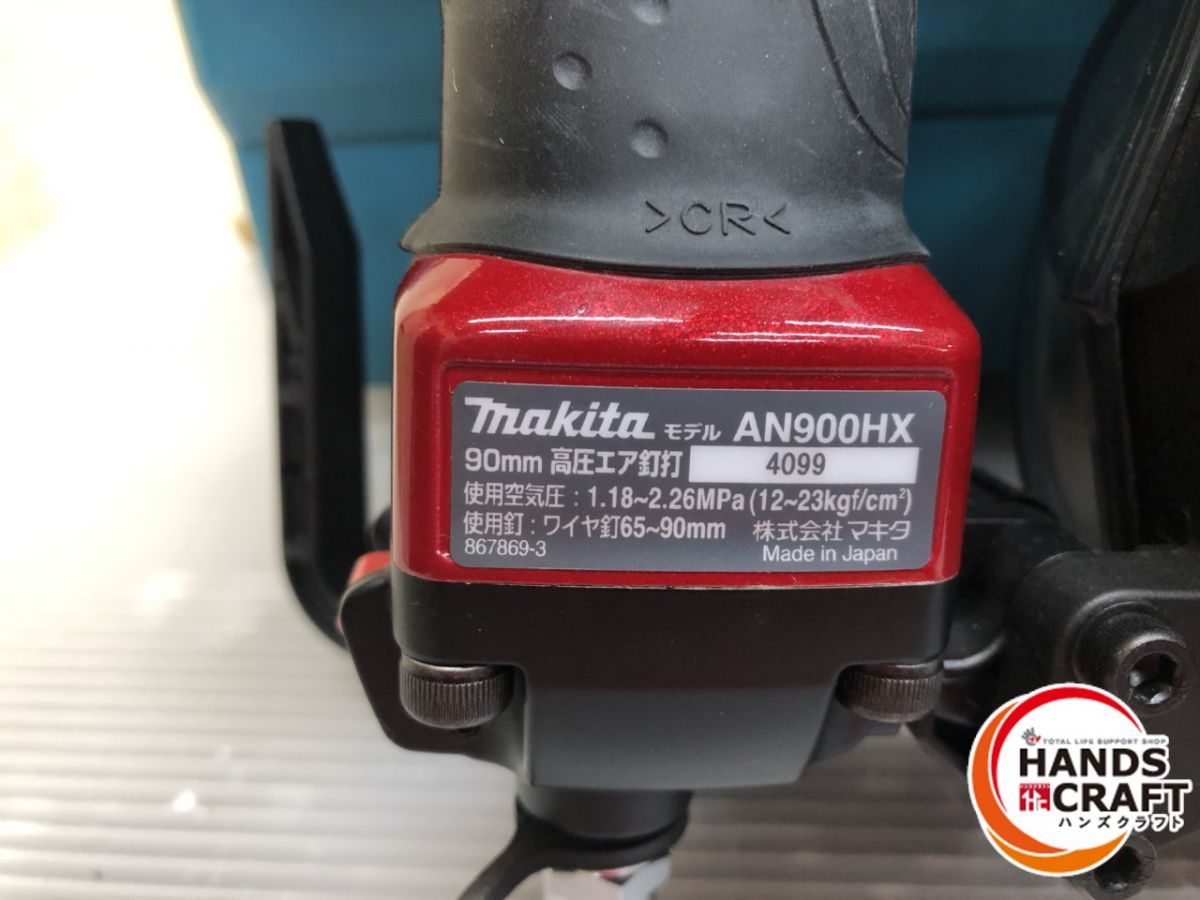 >CR<
makita モデル AN900HX
90mm 高圧エア釘打 4099
使用空気圧：1.18~2.26MPa(12~23kgf/cm²)
使用釘：ワイヤ釘65~90mm 株式会社 マキタ
867869-3 Made in Japan
TOTAL LIFE SUPPORT SHOP
HANDS
CRAFT
ハンズクラフト